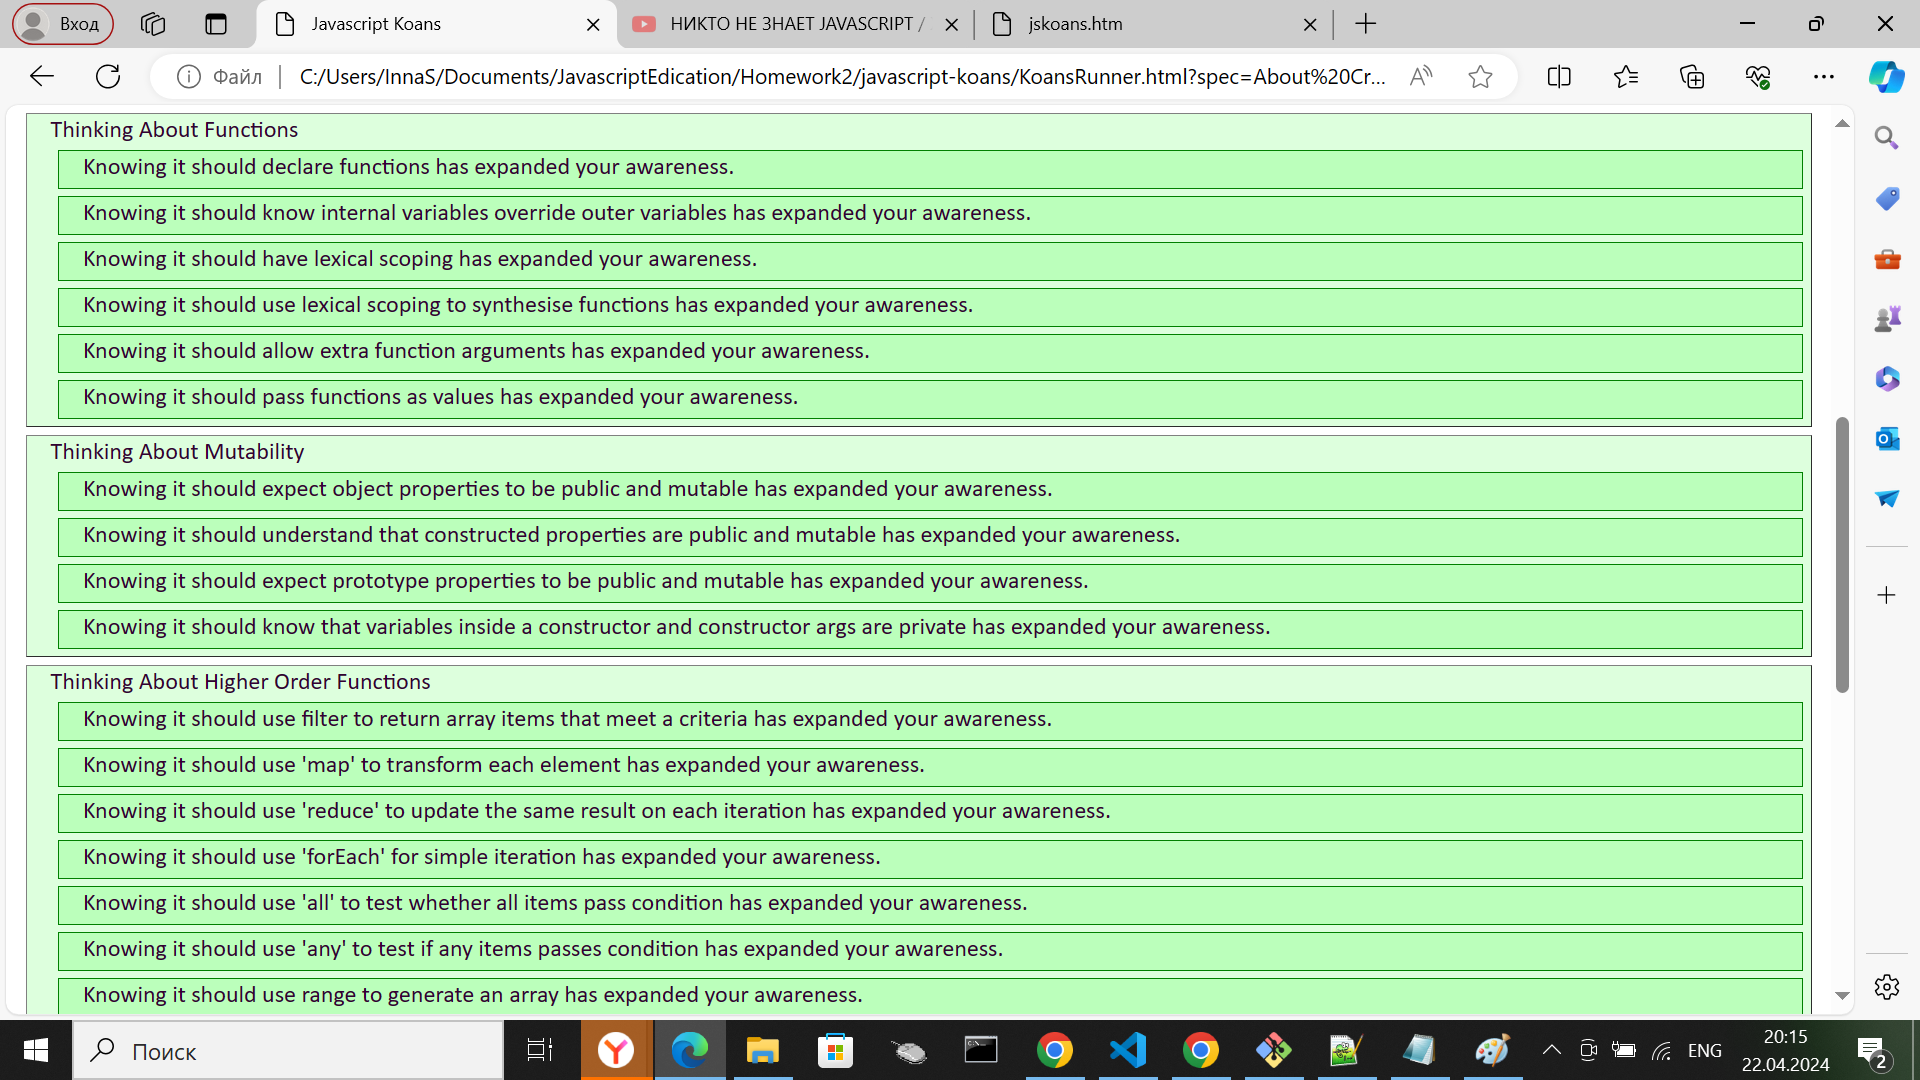 Вход
Javascript Koans
НИКТО НЕ ЗНАЕТ JAVASCRIPT /
jskoans.htm
Файл
C:/Users/InnaS/Documents/JavascriptEdication/Homework2/javascript-koans/KoansRunner.html?spec=About%20Cr...
Thinking About Functions
Knowing it should declare functions has expanded your awareness.
Knowing it should know internal variables override outer variables has expanded your awareness.
Knowing it should have lexical scoping has expanded your awareness.
Knowing it should use lexical scoping to synthesise functions has expanded your awareness.
Knowing it should allow extra function arguments has expanded your awareness.
Knowing it should pass functions as values has expanded your awareness.
Thinking About Mutability
Knowing it should expect object properties to be public and mutable has expanded your awareness.
Knowing it should understand that constructed properties are public and mutable has expanded your awareness.
Knowing it should expect prototype properties to be public and mutable has expanded your awareness.
Knowing it should know that variables inside a constructor and constructor args are private has expanded your awareness.
Thinking About Higher Order Functions
Knowing it should use filter to return array items that meet a criteria has expanded your awareness.
Knowing it should use 'map' to transform each element has expanded your awareness.
Knowing it should use 'reduce' to update the same result on each iteration has expanded your awareness.
Knowing it should use 'forEach' for simple iteration has expanded your awareness.
Knowing it should use 'all' to test whether all items pass condition has expanded your awareness.
Knowing it should use 'any' to test if any items passes condition has expanded your awareness.
Knowing it should use range to generate an array has expanded your awareness.
Поиск
ENG
20:15
22.04.2024
2